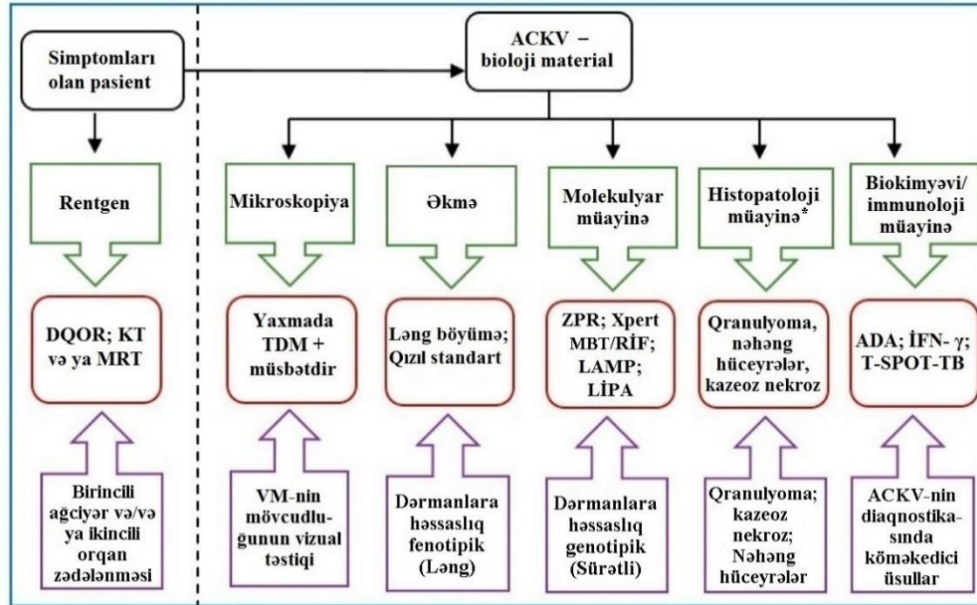 Simptomları
olan pasient
ACKV –
bioloji material
Rentgen
Mikroskopiya
Əkmə
Molekulyar
müayinə
Histopatoloji
müayinə*
Biokimyəvi/
immunoloji
müayinə
DQOR; KT
və ya MRT
Yaxmada
TDM +
müsbətdir
Ləng böyümə;
Qızıl standart
ZPR; Xpert
MBT/RİF;
LAMP;
LİPA
Qranulyoma,
nəhəng
hüceyrələr,
kazeoz nekroz
ADA; İFN- γ;
T-SPOT-TB
Birincili
ağciyər və/və
ya ikincili
orqan
zədələnməsi
VM-nin
mövcudlu-
ğunun vizual
təstiqi
Dərmanlara
həssaslıq
fenotipik
(Ləng)
Dərmanlara
həssaslıq
genotipik
(Sürətli)
Qranulyoma;
kazeoz
nekroz;
Nəhəng
hüceyrələr
ACKV-nin
diaqnostika-
sında
köməkedici
üsullar